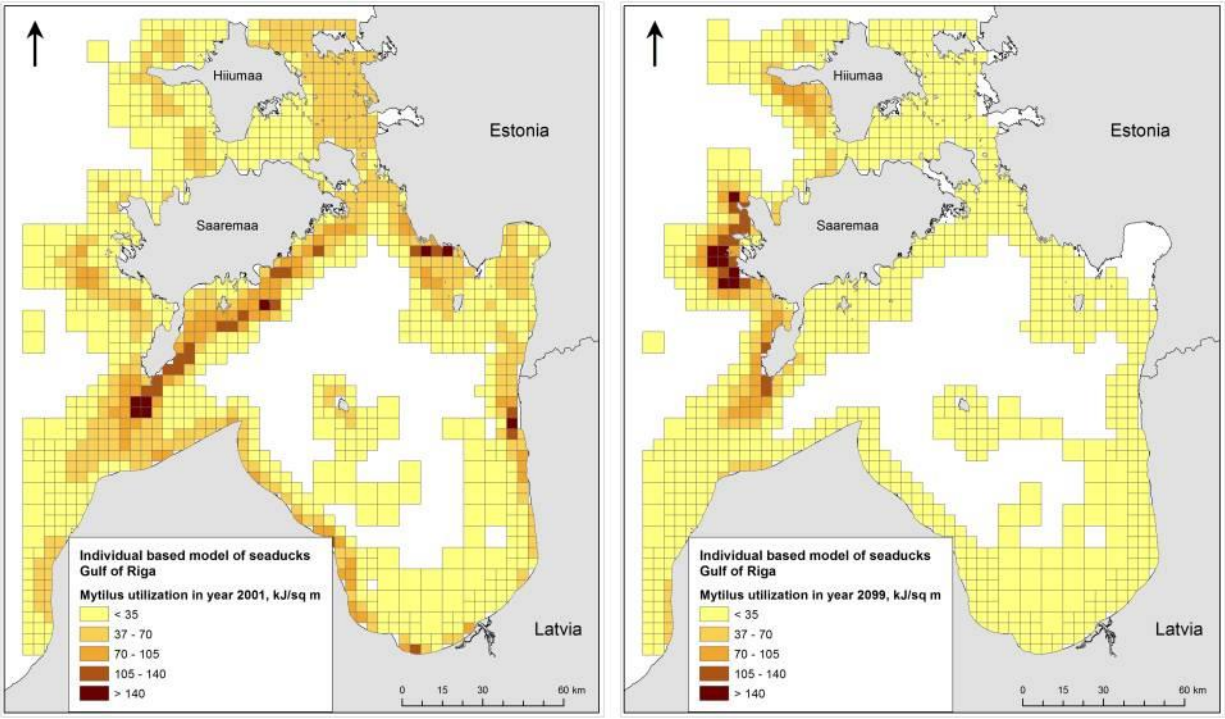 Hiiumaa
Estonia
Saaremaa
Individual based model of seaducks
Gulf of Riga
Mytilus utilization in year 2001, kJ/sq m
< 35
37 - 70
70 - 105
105 - 140
> 140
Latvia
0 15 30 60 km
Hiiumaa
Estonia
Saaremaa
Individual based model of seaducks
Gulf of Riga
Mytilus utilization in year 2099, kJ/sq m
< 35
37 - 70
70 - 105
105 - 140
> 140
Latvia
0 15 30 60 km